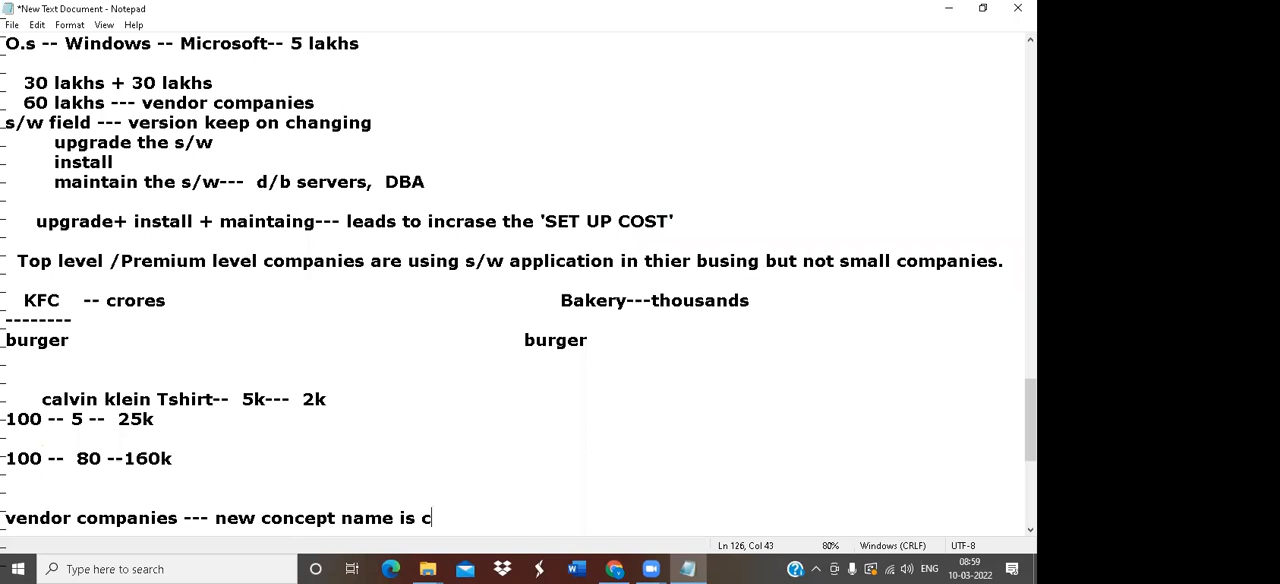 *New Text Document - Notepad
File Edit Format View Help
O.s -- Windows -- Microsoft-- 5 lakhs
30 lakhs + 30 lakhs
60 lakhs --- vendor companies
s/w field --- version keep on changing
upgrade the s/w
install
maintain the s/w--- d/b servers, DBA
upgrade+ install + maintaing--- leads to incrase the 'SET UP COST'
Top level /Premium level companies are using s/w application in thier busing but not small companies.
KFC -- crores Bakery---thousands
--------
burger burger
calvin klein Tshirt-- 5k--- 2k
100 -- 5 -- 25k
100 -- 80 --160k
vendor companies --- new concept name is c
Ln 126, Col 43 80% Windows (CRLF) UTF-8
Type here to search ENG 08:59
10-03-2022